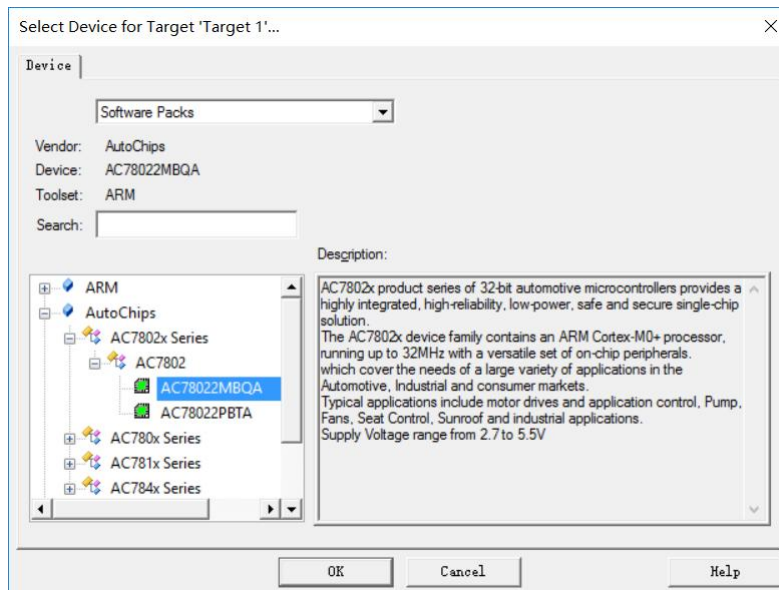 Select Device for Target 'Target 1'...
Device
Software Packs
Vendor: AutoChips
Device: AC78022MBQA
Toolset: ARM
Search:
Description:
ARM
AutoChips
AC7802x Series
AC7802
AC78022MBQA
AC78022PBTA
AC780x Series
AC781x Series
AC784x Series
AC7802x product series of 32-bit automotive microcontrollers provides a
highly integrated, high-reliability, low-power, safe and secure single-chip
solution.
The AC7802x device family contains an ARM Cortex-M0+ processor,
running up to 32MHz with a versatile set of on-chip peripherals.
which cover the needs of a large variety of applications in the
Automotive, Industrial and consumer markets.
Typical applications include motor drives and application control, Pump,
Fans, Seat Control, Sunroof and industrial applications.
Supply Voltage range from 2.7 to 5.5V
OK Cancel Help